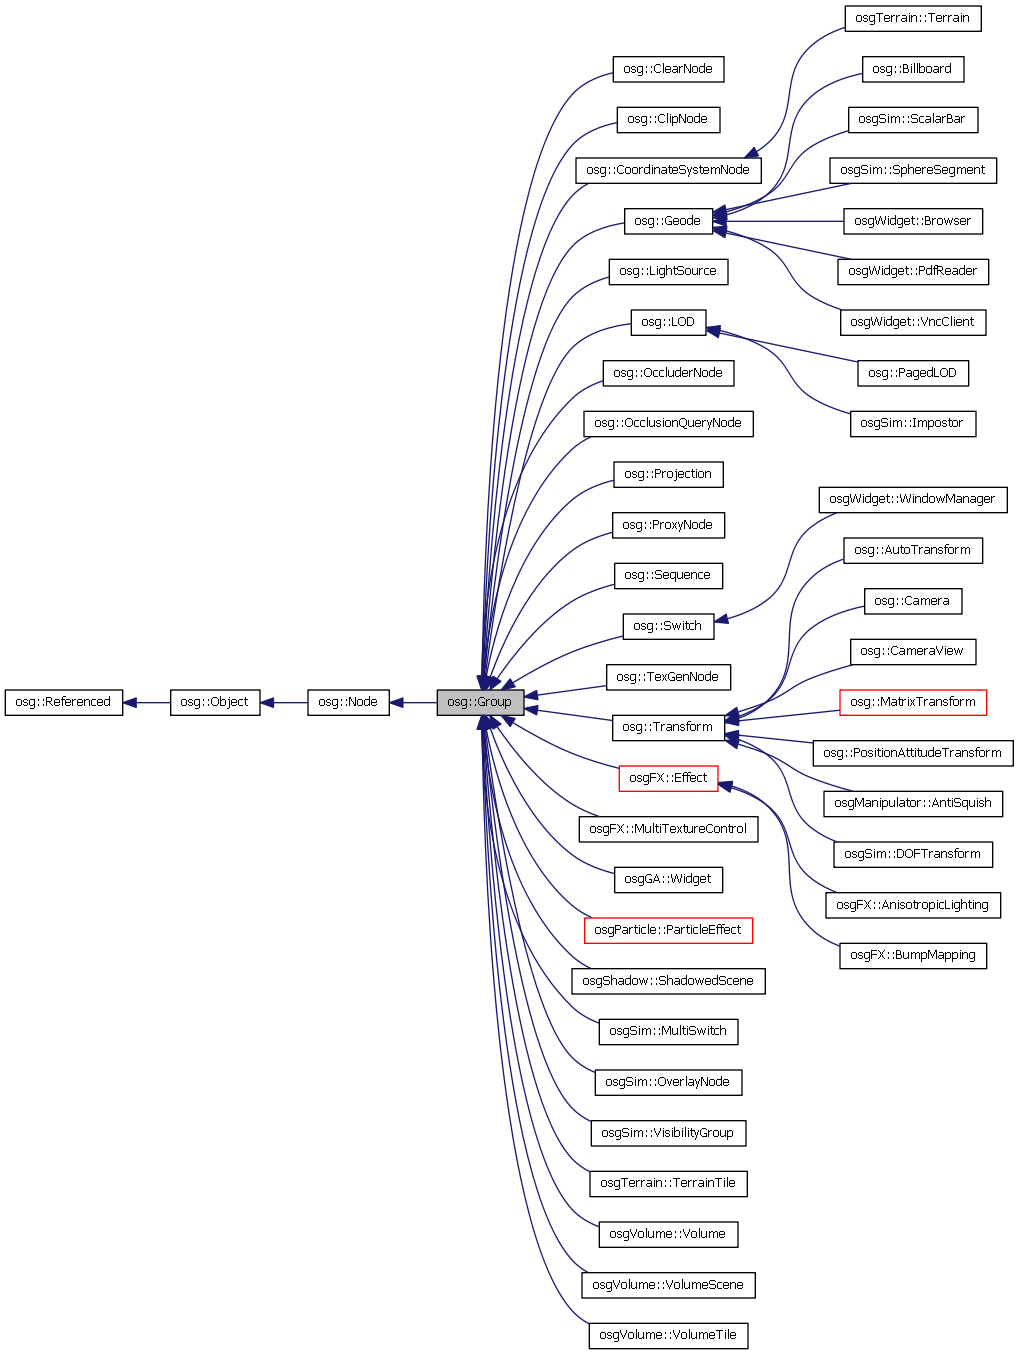 osgTerrain::Terrain
osg::ClearNode
osg::Billboard
osg::ClipNode
osgSim::ScalarBar
osg::CoordinateSystemNode
osgSim::SphereSegment
osg::Geode
osgWidget::Browser
osg::LightSource
osgWidget::PdfReader
osg::LOD
osgWidget::VncClient
osg::OccluderNode
osg::PagedLOD
osg::OcclusionQueryNode
osgSim::Impostor
osg::Projection
osgWidget::WindowManager
osg::ProxyNode
osg::AutoTransform
osg::Sequence
osg::Camera
osg::Switch
osg::CameraView
osg::TexGenNode
osg::Referenced
osg::Object
osg::Node
osg::Group
osg::MatrixTransform
osg::Transform
osg::PositionAttitudeTransform
osgFX::Effect
osgManipulator::AntiSquish
osgFX::MultiTextureControl
osgSim::DOFTransform
osgGA::Widget
osgFX::AnisotropicLighting
osgParticle::ParticleEffect
osgFX::BumpMapping
osgShadow::ShadowedScene
osgSim::MultiSwitch
osgSim::OverlayNode
osgSim::VisibilityGroup
osgTerrain::TerrainTile
osgVolume::Volume
osgVolume::VolumeScene
osgVolume::VolumeTile